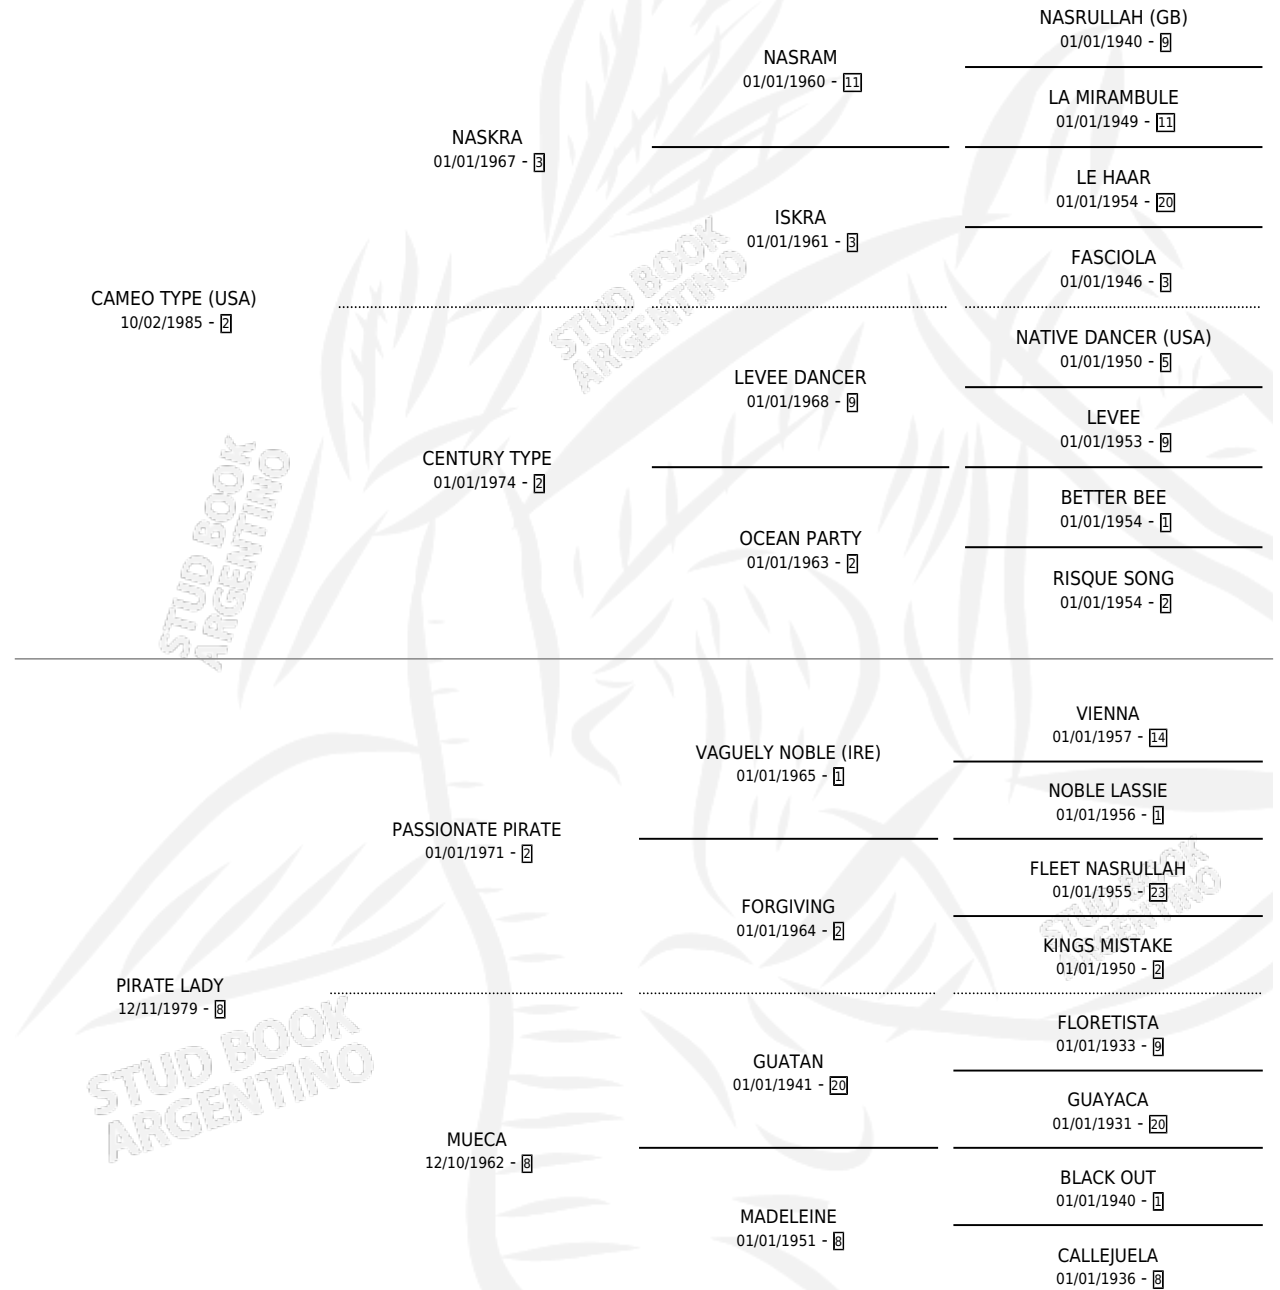 NASRULLAH (GB)
01/01/1940 - 9
NASRAM
01/01/1960 - 11
LA MIRAMBULE
01/01/1949 - 11
NASKRA
01/01/1967 - 3
LE HAAR
01/01/1954 - 20
ISKRA
01/01/1961 - 3
FASCIOLA
01/01/1946 - 3
CAMEO TYPE (USA)
10/02/1985 - 2
NATIVE DANCER (USA)
01/01/1950 - 5
LEVEE DANCER
01/01/1968 - 9
LEVEE
01/01/1953 - 9
CENTURY TYPE
01/01/1974 - 2
BETTER BEE
01/01/1954 - 1
OCEAN PARTY
01/01/1963 - 2
RISQUE SONG
01/01/1954 - 2
VIENNA
01/01/1957 - 14
VAGUELY NOBLE (IRE)
01/01/1965 - 1
NOBLE LASSIE
01/01/1956 - 1
PASSIONATE PIRATE
01/01/1971 - 2
FLEET NASRULLAH
01/01/1955 - 23
FORGIVING
01/01/1964 - 2
KINGS MISTAKE
01/01/1950 - 2
PIRATE LADY
12/11/1979 - 8
FLORETISTA
01/01/1933 - 9
GUATAN
01/01/1941 - 20
GUAYACA
01/01/1931 - 20
MUECA
12/10/1962 - 8
BLACK OUT
01/01/1940 - 1
MADELEINE
01/01/1951 - 8
CALLEJUELA
01/01/1936 - 8
STUD BOOK
ARGENTINO
STUD BOOK
ARGENTINO
STUD BOOK
ARGENTINO
STUD BOOK
ARGENTINO